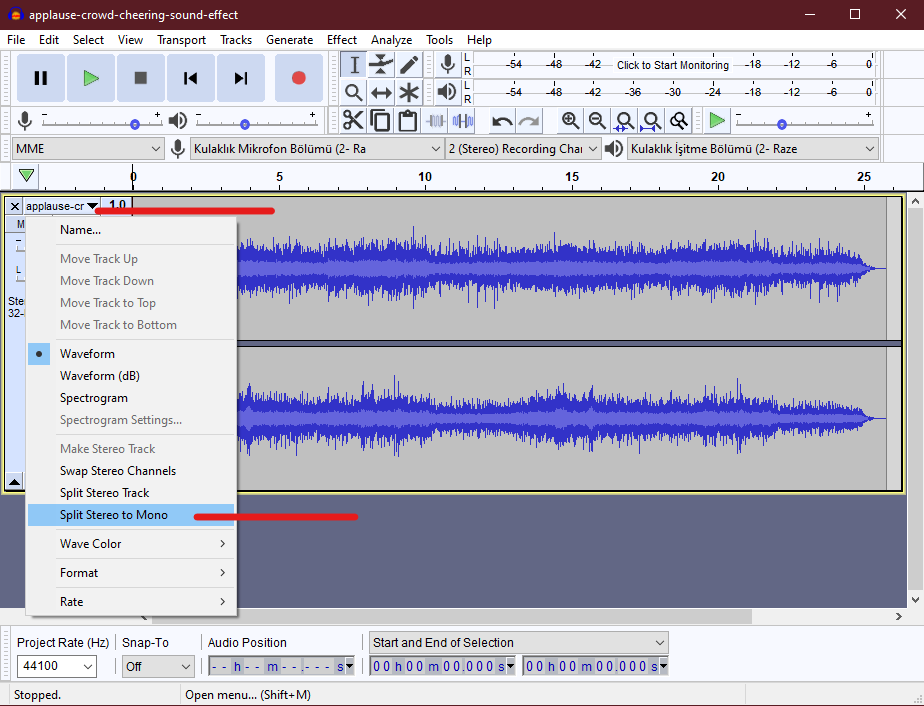 applause-crowd-cheering-sound-effect
File Edit Select View Transport Tracks Generate Effect Analyze Tools Help
L
R
-54 -48 -42 Click to Start Monitoring -18 -12 -6 0
L
R
-54 -48 -42 -36 -30 -24 -18 -12 -6 0
- +
- +
- +
MME
Kulaklık Mikrofon Bölümü (2- Ra
2 (Stereo) Recording Chan
Kulaklık İşitme Bölümü (2- Raze
0 5 10 15 20 25
applause-cr
1.0
M
L
Ste
32-
Name...
Move Track Up
Move Track Down
Move Track to Top
Move Track to Bottom
Waveform
Waveform (dB)
Spectrogram
Spectrogram Settings...
Make Stereo Track
Swap Stereo Channels
Split Stereo Track
Split Stereo to Mono
Wave Color
Format
Rate
Project Rate (Hz) Snap-To Audio Position Start and End of Selection
44100 Off - - h - - m - - . - - - s 00 h 00 m 00.000 s 00 h 00 m 00.000 s
Stopped. Open menu... (Shift+M)